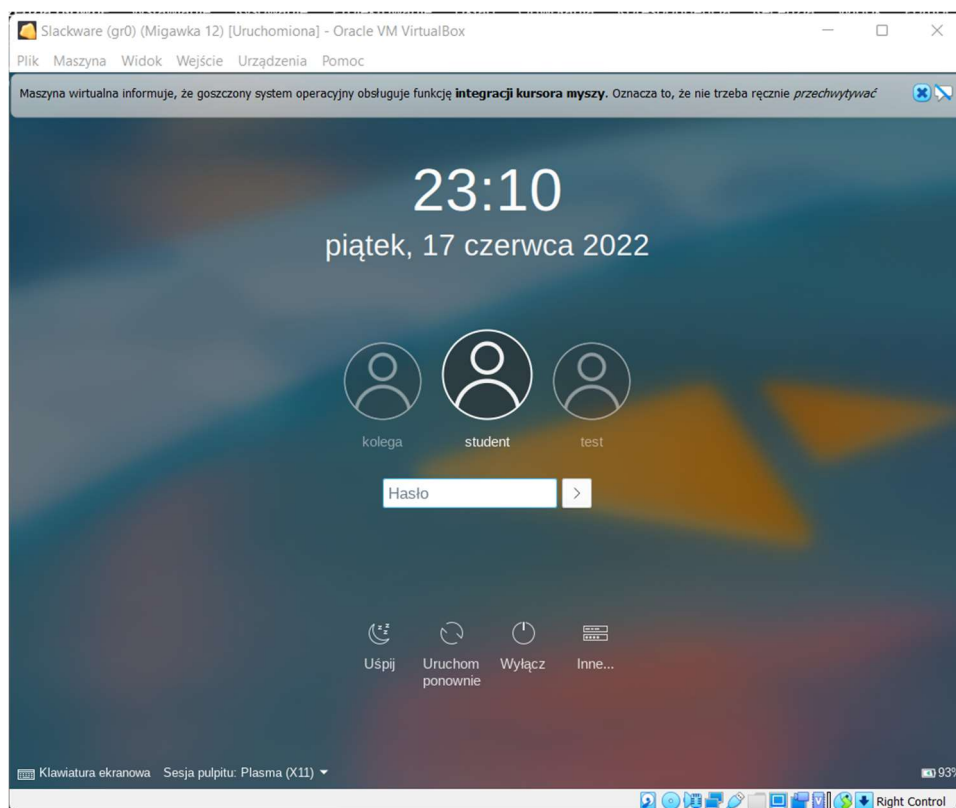 Slackware (gr0) (Migawka 12) [Uruchomiona] - Oracle VM VirtualBox
Plik Maszyna Widok Wejście Urządzenia Pomoc
Maszyna wirtualna informuje, że goszczony system operacyjny obsługuje funkcję integracji kursora myszy. Oznacza to, że nie trzeba ręcznie przechwytywać
23:10
piątek, 17 czerwca 2022
kolega student test
Hasło
Uśpij Uruchom ponownie Wyłącz Inne...
Klawiatura ekranowa Sesja pulpitu: Plasma (X11) 93%
Right Control